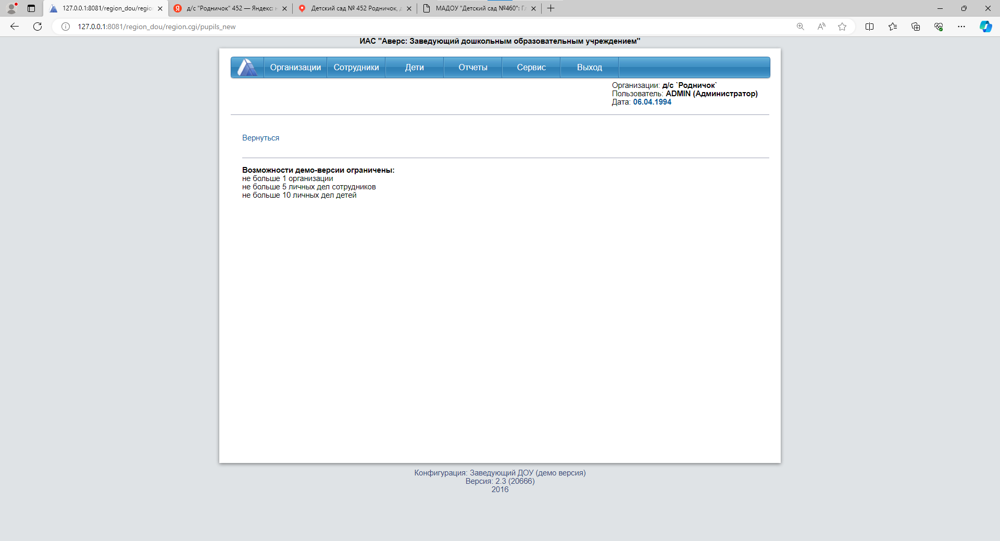 127.0.0.1:8081/region_dou/regio
д/с "Родничок" 452 — Яндекс:
Детский сад № 452 Родничок,
МАДОУ "Детский сад №460": Гл
127.0.0.1:8081/region_dou/region.cgi/pupils_new
ИАС "Аверс: Заведующий дошкольным образовательным учреждением"
Организации Сотрудники Дети Отчеты Сервис Выход
Организации: д/с `Родничок`
Пользователь: ADMIN (Администратор)
Дата: 06.04.1994
Вернуться
Возможности демо-версии ограничены:
не больше 1 организации
не больше 5 личных дел сотрудников
не больше 10 личных дел детей
Конфигурация: Заведующий ДОУ (демо версия)
Версия: 2.3 (20666)
2016